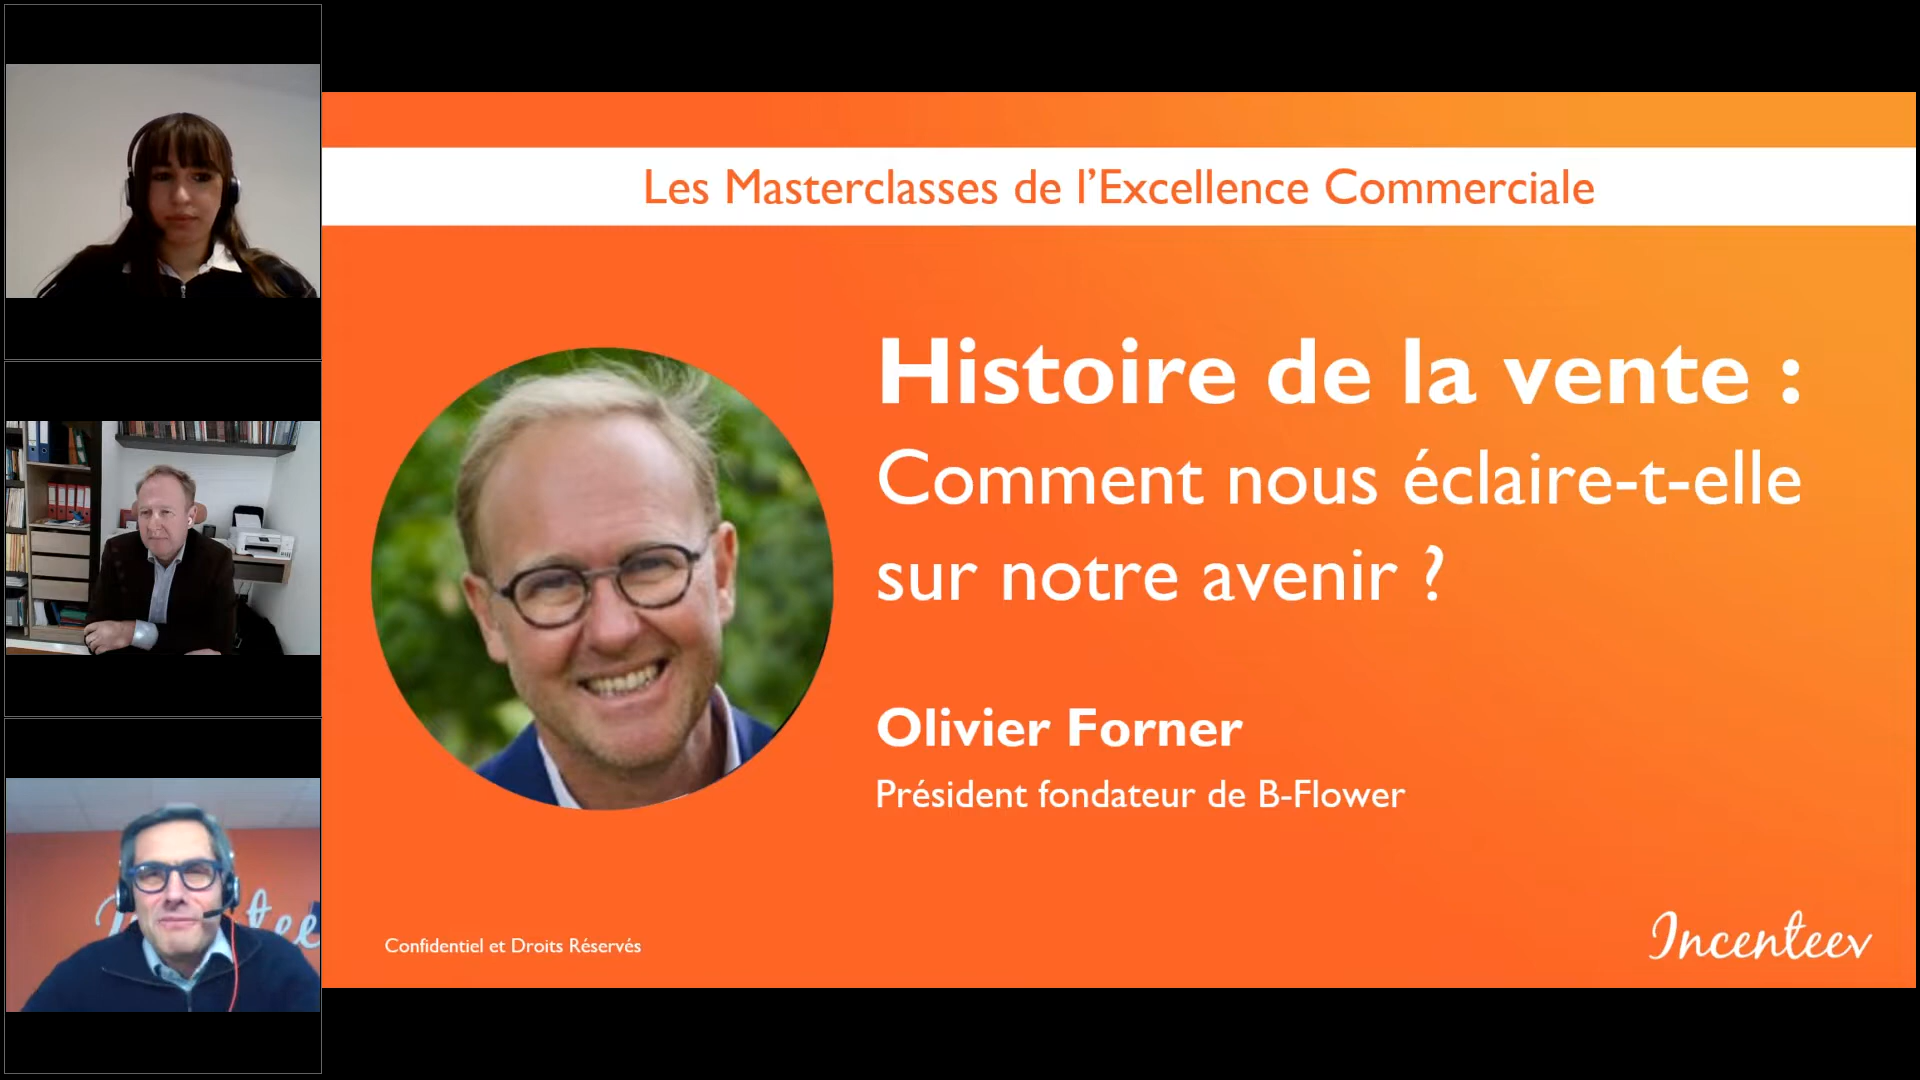 Les Masterclasses de l’Excellence Commerciale
Histoire de la vente :
Comment nous éclaire-t-elle
sur notre avenir ?
Olivier Forner
Président fondateur de B-Flower
Confidentiel et Droits Réservés
Incenteev